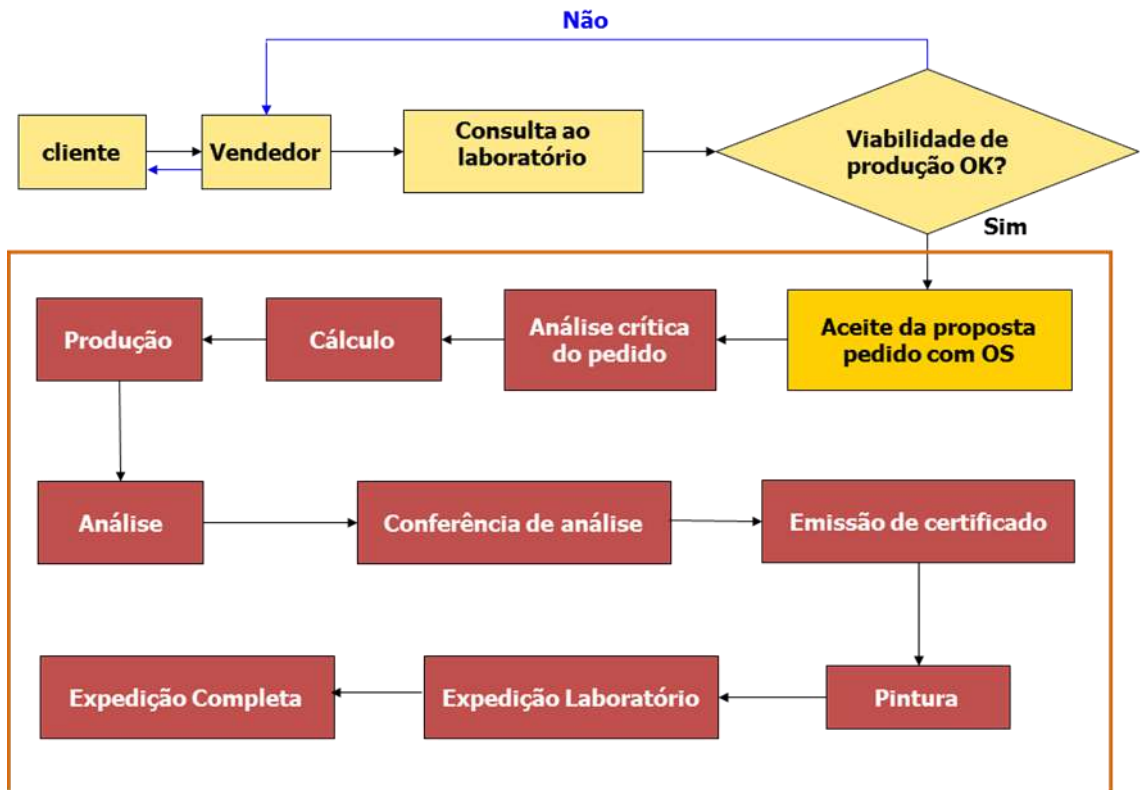 Não
cliente
Vendedor
Consulta ao
laboratório
Viabilidade de
produção OK?
Sim
Produção
Cálculo
Análise crítica
do pedido
Aceite da proposta
pedido com OS
Análise
Conferência de análise
Emissão de certificado
Expedição Completa
Expedição Laboratório
Pintura